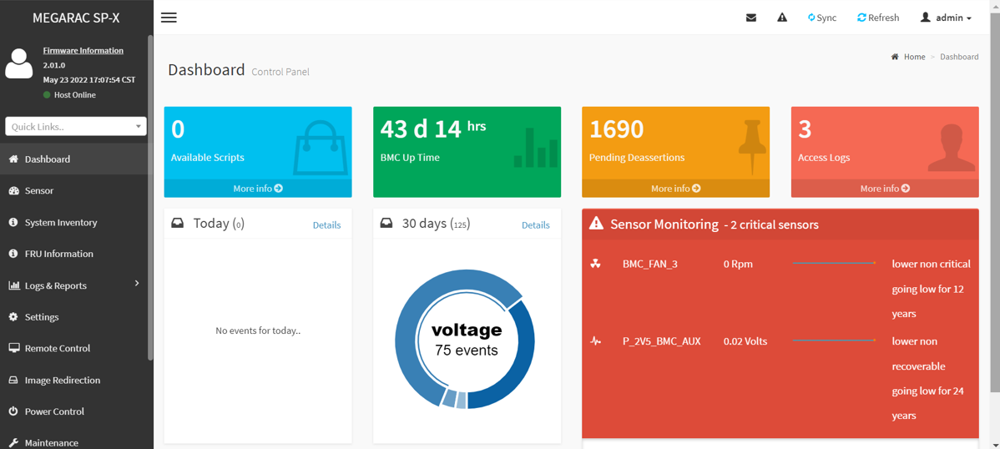 MEGARAC SP-X
Sync
Refresh
admin
Firmware Information
2.01.0
May 23 2022 17:07:54 CST
Host Online
Quick Links..
Dashboard
Sensor
System Inventory
FRU Information
Logs & Reports
Settings
Remote Control
Image Redirection
Power Control
Maintenance
Dashboard Control Panel
Home > Dashboard
0
Available Scripts
More info
43 d 14 hrs
BMC Up Time
1690
Pending Deassertions
More info
3
Access Logs
More info
Today (0) Details
No events for today..
30 days (125) Details
voltage
75 events
Sensor Monitoring - 2 critical sensors
BMC_FAN_3 0 Rpm lower non critical
going low for 12
years
P_2V5_BMC_AUX 0.02 Volts lower non
recoverable
going low for 24
years